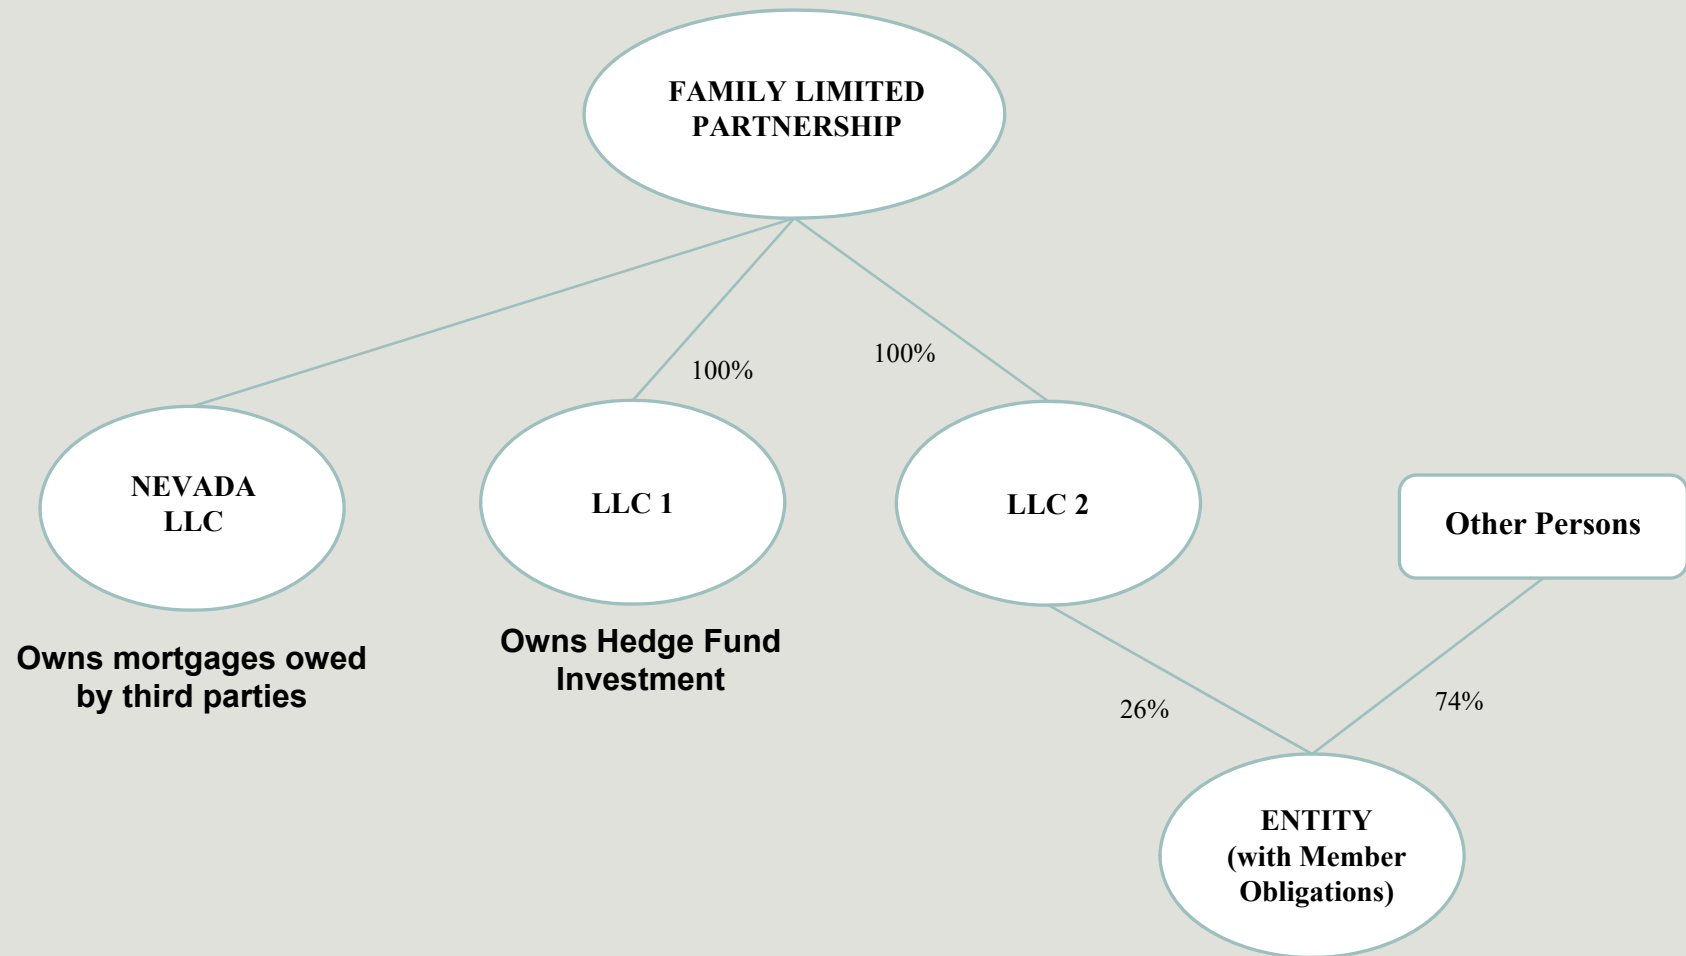 FAMILY LIMITED
PARTNERSHIP
100%
100%
NEVADA
LLC
LLC 1
LLC 2
Other Persons
Owns mortgages owed
by third parties
Owns Hedge Fund
Investment
26%
74%
ENTITY
(with Member
Obligations)